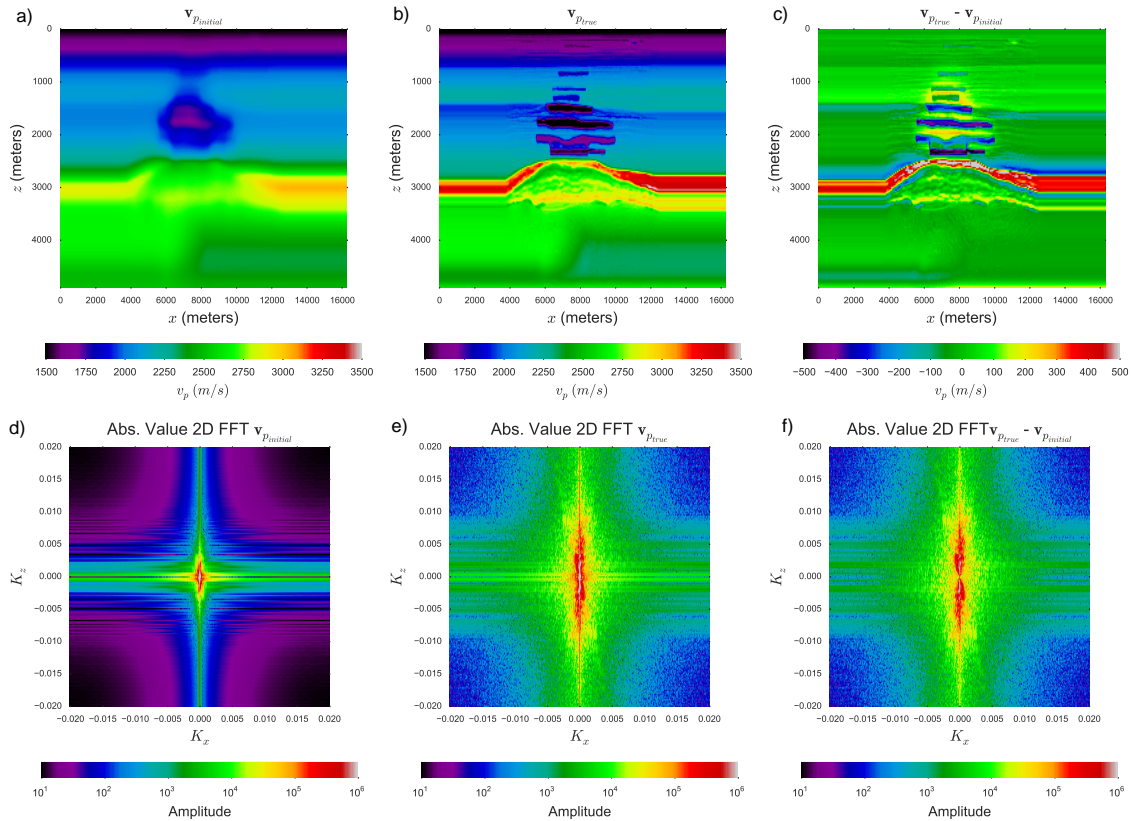 a)
v_{p_{initial}}
0
1000
2000
3000
4000
z (meters)
0 2000 4000 6000 8000 10000 12000 14000 16000
x (meters)
1500 1750 2000 2250 2500 2750 3000 3250 3500
v_p (m/s)
b)
v_{p_{true}}
0
1000
2000
3000
4000
z (meters)
0 2000 4000 6000 8000 10000 12000 14000 16000
x (meters)
1500 1750 2000 2250 2500 2750 3000 3250 3500
v_p (m/s)
c)
v_{p_{true}} - v_{p_{initial}}
0
1000
2000
3000
4000
z (meters)
0 2000 4000 6000 8000 10000 12000 14000 16000
x (meters)
−500 −400 −300 −200 −100 0 100 200 300 400 500
v_p (m/s)
d)
Abs. Value 2D FFT v_{p_{initial}}
0.020
0.015
0.010
0.005
0.000
−0.005
−0.010
−0.015
−0.020
K_z
−0.020 −0.015 −0.010 −0.005 0.000 0.005 0.010 0.015 0.020
K_x
10^1 10^2 10^3 10^4 10^5 10^6
Amplitude
e)
Abs. Value 2D FFT v_{p_{true}}
0.020
0.015
0.010
0.005
0.000
−0.005
−0.010
−0.015
−0.020
K_z
−0.020 −0.015 −0.010 −0.005 0.000 0.005 0.010 0.015 0.020
K_x
10^1 10^2 10^3 10^4 10^5 10^6
Amplitude
f)
Abs. Value 2D FFTv_{p_{true}} - v_{p_{initial}}
0.020
0.015
0.010
0.005
0.000
−0.005
−0.010
−0.015
−0.020
K_z
−0.020 −0.015 −0.010 −0.005 0.000 0.005 0.010 0.015 0.020
K_x
10^1 10^2 10^3 10^4 10^5 10^6
Amplitude